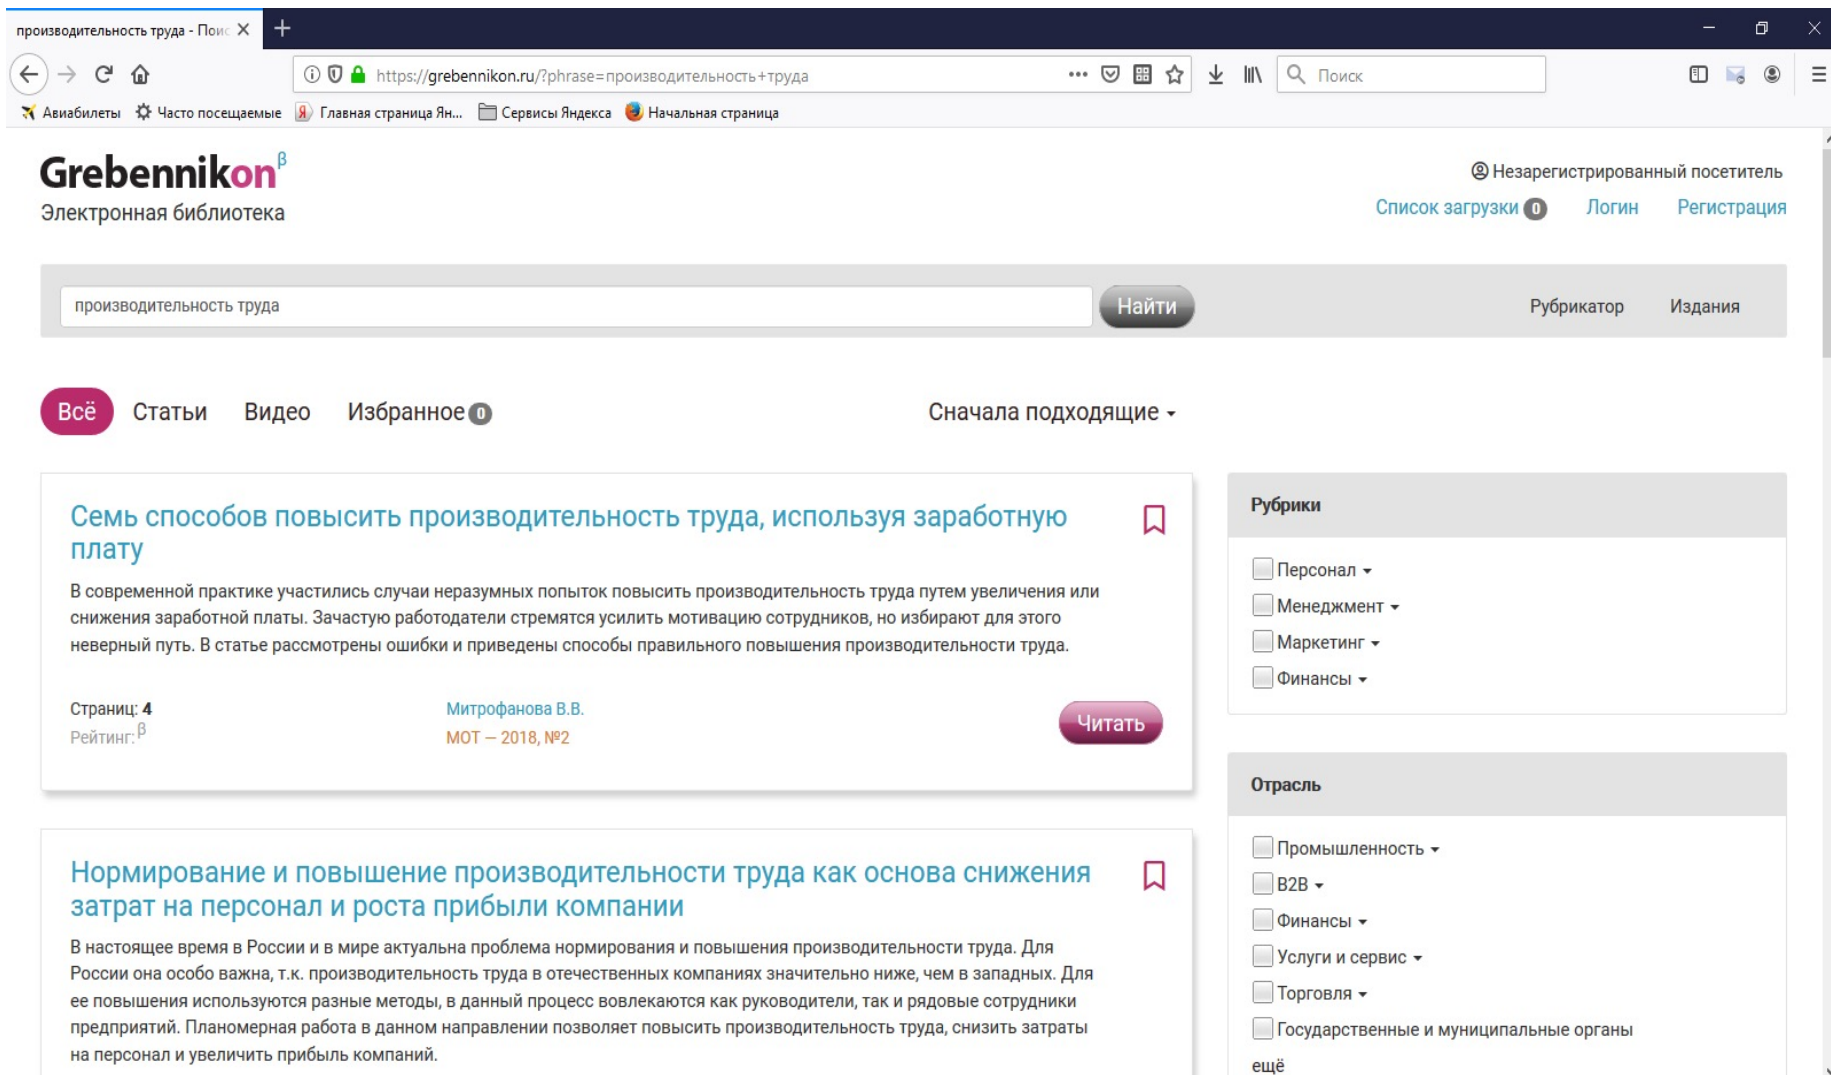 производительность труда - Поис
https://grebennikon.ru/?phrase=производительность+труда
Поиск
Авиабилеты
Часто посещаемые
Главная страница Ян...
Сервисы Яндекса
Начальная страница
Grebennikonβ
Электронная библиотека
Незарегистрированный посетитель
Список загрузки 0
Логин
Регистрация
производительность труда
Найти
Рубрикатор
Издания
Всё
Статьи
Видео
Избранное 0
Сначала подходящие
Семь способов повысить производительность труда, используя заработную
плату
В современной практике участились случаи неразумных попыток повысить производительность труда путем увеличения или
снижения заработной платы. Зачастую работодатели стремятся усилить мотивацию сотрудников, но избирают для этого
неверный путь. В статье рассмотрены ошибки и приведены способы правильного повышения производительности труда.
Страниц: 4
Рейтинг: β
Митрофанова В.В.
МОТ — 2018, №2
Читать
Нормирование и повышение производительности труда как основа снижения
затрат на персонал и роста прибыли компании
В настоящее время в России и в мире актуальна проблема нормирования и повышения производительности труда. Для
России она особо важна, т.к. производительность труда в отечественных компаниях значительно ниже, чем в западных. Для
ее повышения используются разные методы, в данный процесс вовлекаются как руководители, так и рядовые сотрудники
предприятий. Планомерная работа в данном направлении позволяет повысить производительность труда, снизить затраты
на персонал и увеличить прибыль компаний.
Рубрики
Персонал
Менеджмент
Маркетинг
Финансы
Отрасль
Промышленность
B2B
Финансы
Услуги и сервис
Торговля
Государственные и муниципальные органы
ещё